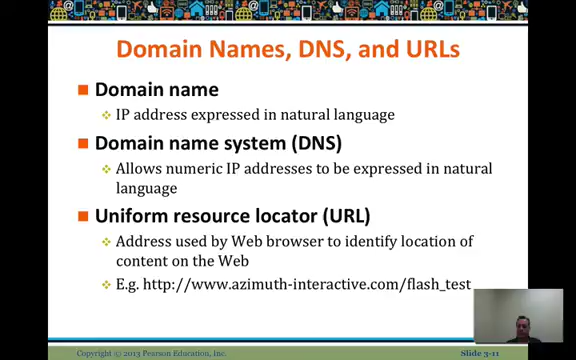 Domain Names, DNS, and URLs
Domain name
IP address expressed in natural language
Domain name system (DNS)
Allows numeric IP addresses to be expressed in natural
language
Uniform resource locator (URL)
Address used by Web browser to identify location of
content on the Web
E.g. http://www.azimuth-interactive.com/flash_test
Copyright © 2013 Pearson Education, Inc.
Slide 3-11